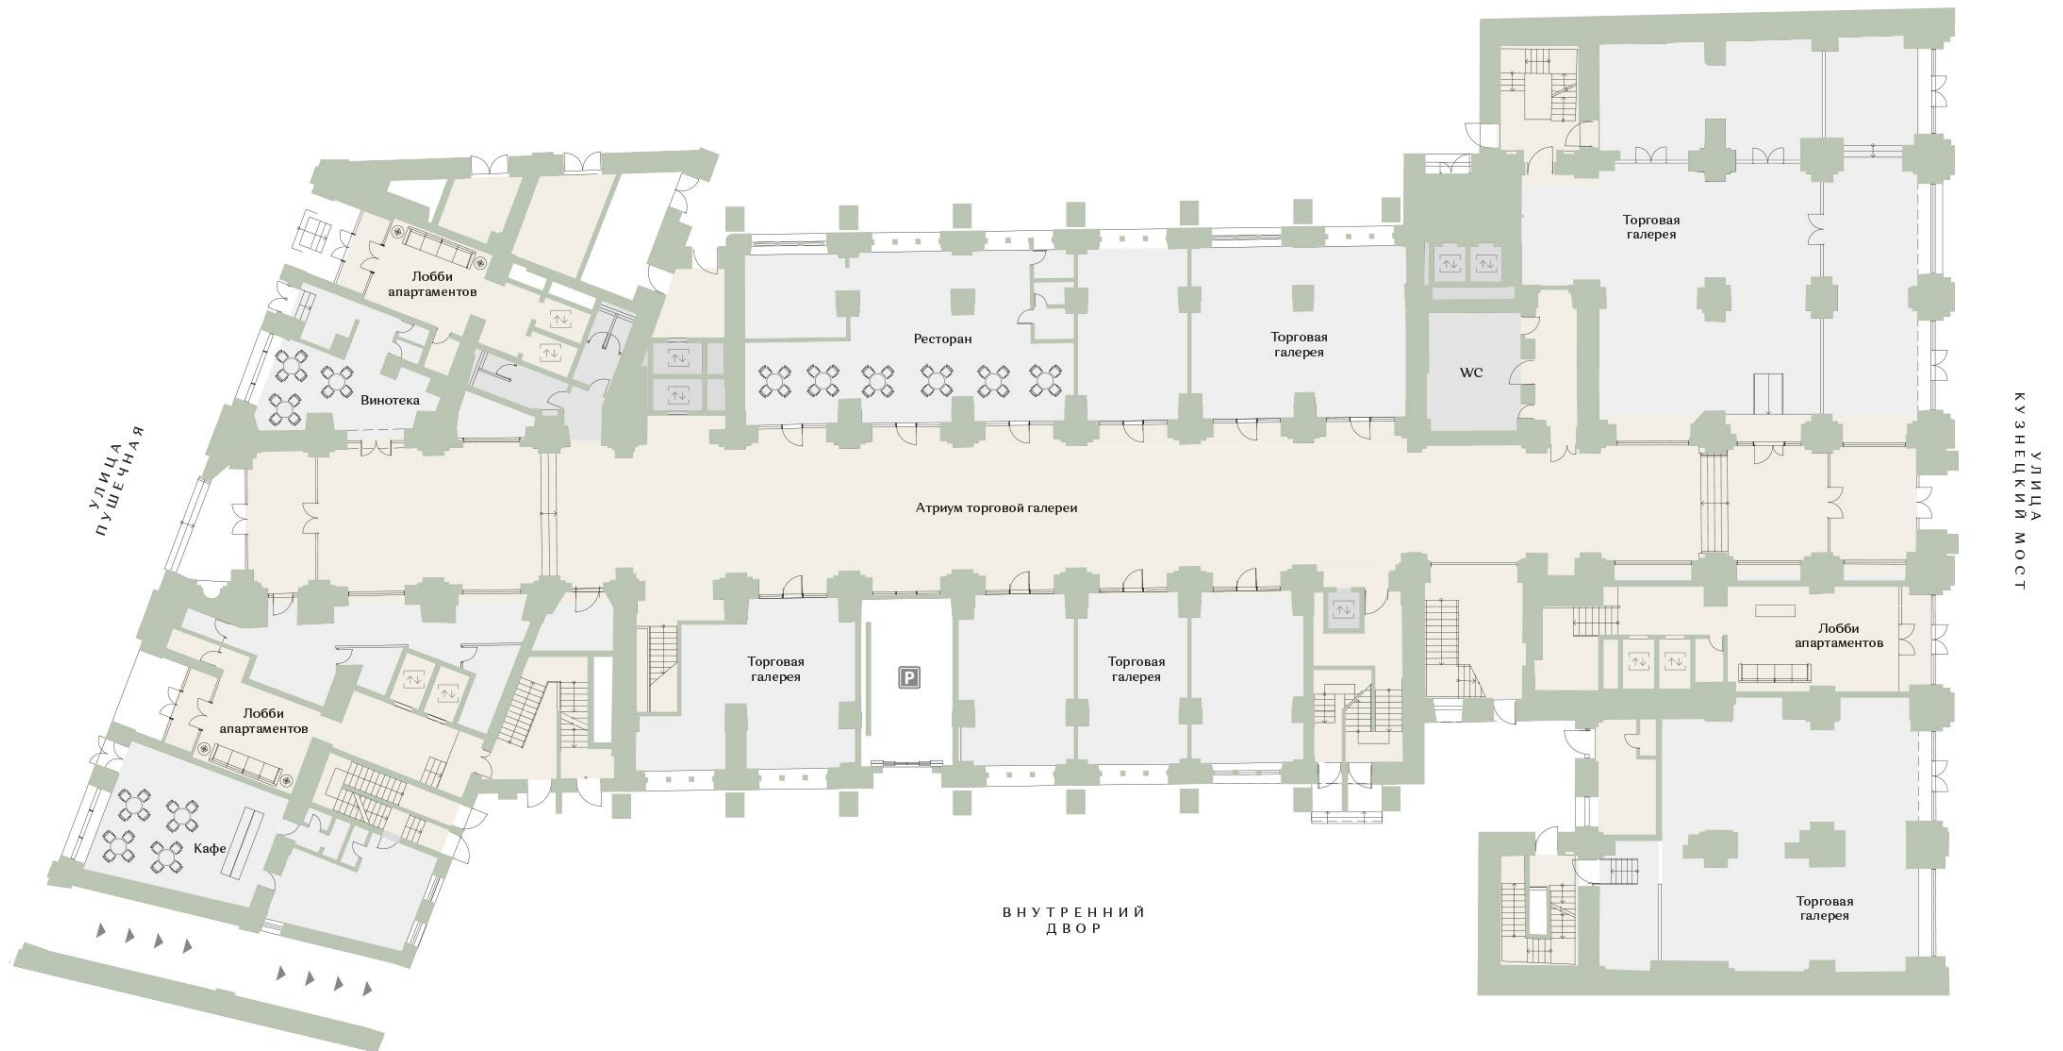 Торговая
галерея
Лобби
апартаментов
Ресторан
Торговая
галерея
WC
Винотека
УЛИЦА
ПУШЕЧНАЯ
Атриум торговой галереи
УЛИЦА
КУЗНЕЦКИЙ МОСТ
Торговая
галерея
P
Торговая
галерея
Лобби
апартаментов
Лобби
апартаментов
Кафе
ВНУТРЕННИЙ
ДВОР
Торговая
галерея